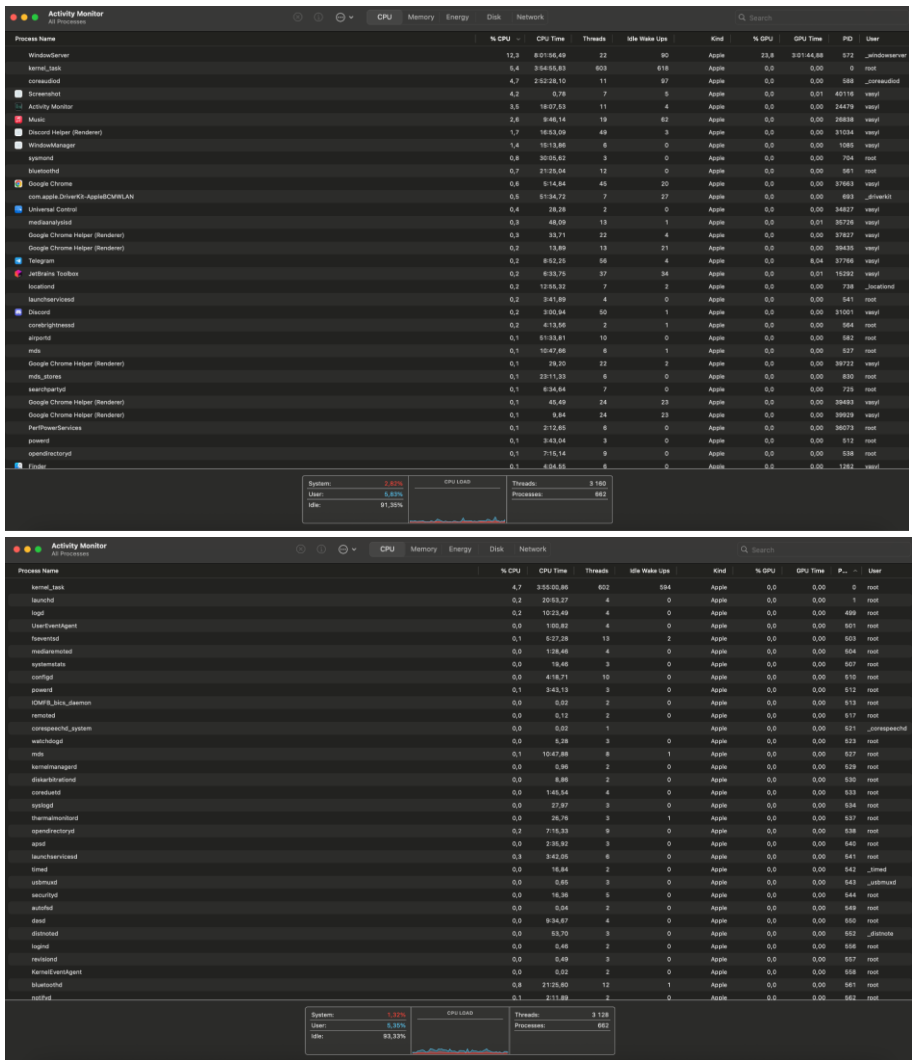 Activity Monitor
All Processes
CPU Memory Energy Disk Network
Search
Process Name % CPU CPU Time Threads Idle Wake Ups Kind % GPU GPU Time PID User
WindowServer 12,3 8:01:56,49 22 90 Apple 23,8 3:01:44,88 572 _windowserver
kernel_task 5,4 3:54:55,83 603 618 Apple 0,0 0,00 0 root
coreaudiod 4,7 2:52:28,10 11 97 Apple 0,0 0,00 588 _coreaudiod
Screenshot 4,2 0,78 7 5 Apple 0,0 0,01 40116 vasyl
Activity Monitor 3,5 18:07,53 11 4 Apple 0,0 0,00 24479 vasyl
Music 2,6 9:46,14 19 62 Apple 0,0 0,00 26838 vasyl
Discord Helper (Renderer) 1,7 16:53,09 49 3 Apple 0,0 0,00 31034 vasyl
WindowManager 1,4 15:13,86 6 0 Apple 0,0 0,00 1085 vasyl
sysmond 0,8 30:05,62 3 0 Apple 0,0 0,00 704 root
bluetoothd 0,7 21:25,04 12 0 Apple 0,0 0,00 561 root
Google Chrome 0,6 5:14,84 45 20 Apple 0,0 0,00 37663 vasyl
com.apple.DriverKit-AppleBCMWLAN 0,5 51:34,72 7 27 Apple 0,0 0,00 693 _driverkit
Universal Control 0,4 28,28 2 0 Apple 0,0 0,00 34827 vasyl
mediaanalysisd 0,3 48,09 13 1 Apple 0,0 0,01 35726 vasyl
Google Chrome Helper (Renderer) 0,3 33,71 22 4 Apple 0,0 0,00 37827 vasyl
Google Chrome Helper (Renderer) 0,2 13,89 13 21 Apple 0,0 0,00 39435 vasyl
Telegram 0,2 8:52,25 56 4 Apple 0,0 8,04 37766 vasyl
JetBrains Toolbox 0,2 6:33,75 37 34 Apple 0,0 0,01 15292 vasyl
locationd 0,2 12:55,32 7 2 Apple 0,0 0,00 738 _locationd
launchservicesd 0,2 3:41,89 4 0 Apple 0,0 0,00 541 root
Discord 0,2 3:00,94 50 1 Apple 0,0 0,00 31001 vasyl
corebrightnessd 0,2 4:13,56 2 1 Apple 0,0 0,00 564 root
airportd 0,1 51:33,81 10 0 Apple 0,0 0,00 582 root
mds 0,1 10:47,66 6 1 Apple 0,0 0,00 527 root
Google Chrome Helper (Renderer) 0,1 29,20 22 2 Apple 0,0 0,00 39722 vasyl
mds_stores 0,1 23:11,33 6 0 Apple 0,0 0,00 830 root
searchpartyd 0,1 6:34,64 7 0 Apple 0,0 0,00 725 root
Google Chrome Helper (Renderer) 0,1 45,49 24 23 Apple 0,0 0,00 39493 vasyl
Google Chrome Helper (Renderer) 0,1 9,84 24 23 Apple 0,0 0,00 39929 vasyl
PerfPowerServices 0,1 2:12,65 6 0 Apple 0,0 0,00 36073 root
powerd 0,1 3:43,04 3 0 Apple 0,0 0,00 512 root
opendirectoryd 0,1 7:15,14 9 0 Apple 0,0 0,00 538 root
Finder 0,1 4:04,55 8 0 Apple 0,0 0,00 1262 vasyl
System: 2,82% CPU LOAD Threads: 3 160
User: 5,83% Processes: 662
Idle: 91,35%
Activity Monitor
All Processes
CPU Memory Energy Disk Network
Search
Process Name % CPU CPU Time Threads Idle Wake Ups Kind % GPU GPU Time P... User
kernel_task 4,7 3:55:00,86 602 594 Apple 0,0 0,00 0 root
launchd 0,2 20:53,27 4 0 Apple 0,0 0,00 1 root
logd 0,2 10:23,49 4 0 Apple 0,0 0,00 499 root
UserEventAgent 0,0 1:00,82 4 0 Apple 0,0 0,00 501 root
fseventsd 0,1 5:27,26 13 2 Apple 0,0 0,00 503 root
mediaremoted 0,0 1:28,46 4 0 Apple 0,0 0,00 504 root
systemstats 0,0 19,46 3 0 Apple 0,0 0,00 507 root
configd 0,0 4:18,71 10 0 Apple 0,0 0,00 510 root
powerd 0,1 3:43,13 3 0 Apple 0,0 0,00 512 root
IOMFB_bics_daemon 0,0 0,02 2 0 Apple 0,0 0,00 513 root
remoted 0,0 0,12 2 0 Apple 0,0 0,00 517 root
corespeechd_system 0,0 0,02 1 Apple 0,0 0,00 521 _corespeechd
watchdogd 0,0 5,28 3 0 Apple 0,0 0,00 523 root
mds 0,1 10:47,88 8 1 Apple 0,0 0,00 527 root
kernelmanagerd 0,0 0,96 2 0 Apple 0,0 0,00 529 root
diskarbitrationd 0,0 8,86 2 0 Apple 0,0 0,00 530 root
coreduetd 0,0 1:45,54 4 0 Apple 0,0 0,00 533 root
syslogd 0,0 27,97 3 0 Apple 0,0 0,00 534 root
thermalmonitord 0,0 26,76 3 1 Apple 0,0 0,00 537 root
opendirectoryd 0,2 7:15,33 9 0 Apple 0,0 0,00 538 root
apsd 0,0 2:35,92 3 0 Apple 0,0 0,00 540 root
launchservicesd 0,3 3:42,05 6 0 Apple 0,0 0,00 541 root
timed 0,0 16,84 2 0 Apple 0,0 0,00 542 _timed
usbmuxd 0,0 0,65 3 0 Apple 0,0 0,00 543 _usbmuxd
securityd 0,0 16,36 5 0 Apple 0,0 0,00 544 root
autofsd 0,0 0,04 2 0 Apple 0,0 0,00 549 root
dasd 0,0 9:34,67 4 0 Apple 0,0 0,00 550 root
distnoted 0,0 53,70 3 0 Apple 0,0 0,00 552 _distnote
logind 0,0 0,46 2 0 Apple 0,0 0,00 556 root
revisiond 0,0 0,49 3 0 Apple 0,0 0,00 557 root
KernelEventAgent 0,0 0,02 2 0 Apple 0,0 0,00 558 root
bluetoothd 0,8 21:25,60 12 1 Apple 0,0 0,00 561 root
notifyd 0,1 2:11,89 2 0 Apple 0,0 0,00 562 root
System: 1,32% CPU LOAD Threads: 3 128
User: 5,35% Processes: 662
Idle: 93,33%